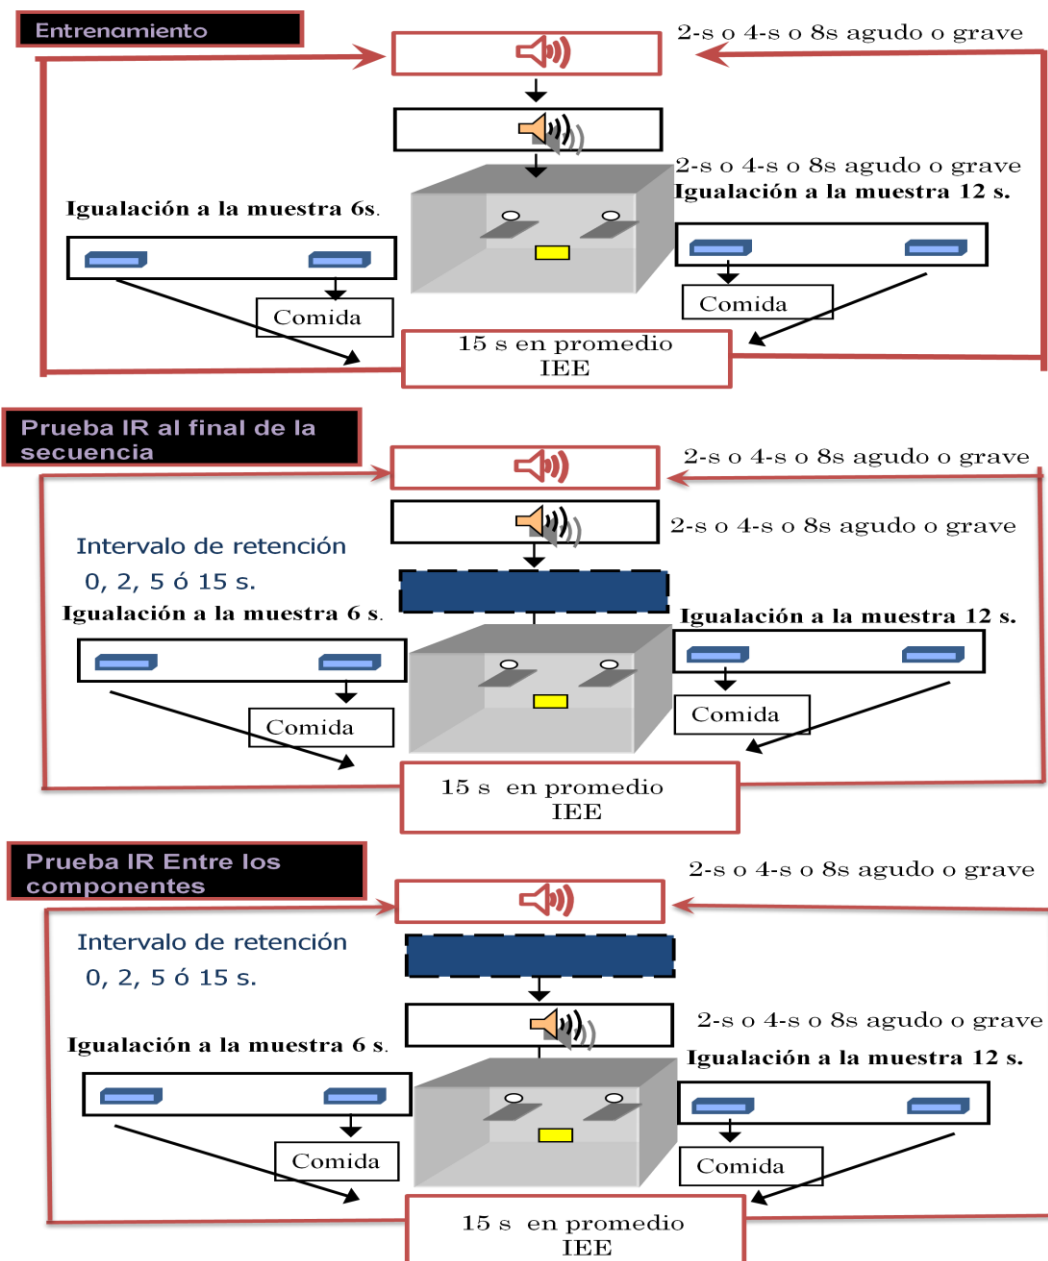 Entrenamiento
2-s o 4-s o 8s agudo o grave
2-s o 4-s o 8s agudo o grave
Igualación a la muestra 6s.
Igualación a la muestra 12 s.
Comida
Comida
15 s en promedio
IEE
Prueba IR al final de la
secuencia
2-s o 4-s o 8s agudo o grave
2-s o 4-s o 8s agudo o grave
Intervalo de retención
0, 2, 5 ó 15 s.
Igualación a la muestra 6 s.
Igualación a la muestra 12 s.
Comida
Comida
15 s en promedio
IEE
Prueba IR Entre los
componentes
2-s o 4-s o 8s agudo o grave
Intervalo de retención
0, 2, 5 ó 15 s.
2-s o 4-s o 8s agudo o grave
Igualación a la muestra 6 s.
Igualación a la muestra 12 s.
Comida
Comida
15 s en promedio
IEE